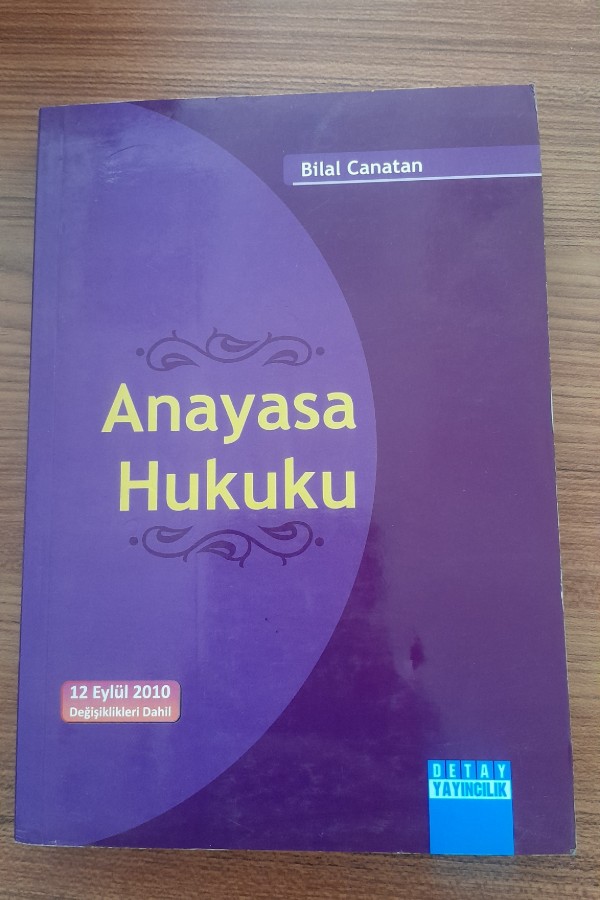 Bilal Canatan
Anayasa
Hukuku
12 Eylül 2010
Değişiklikleri Dahil
DETAY
YAYINCILIK